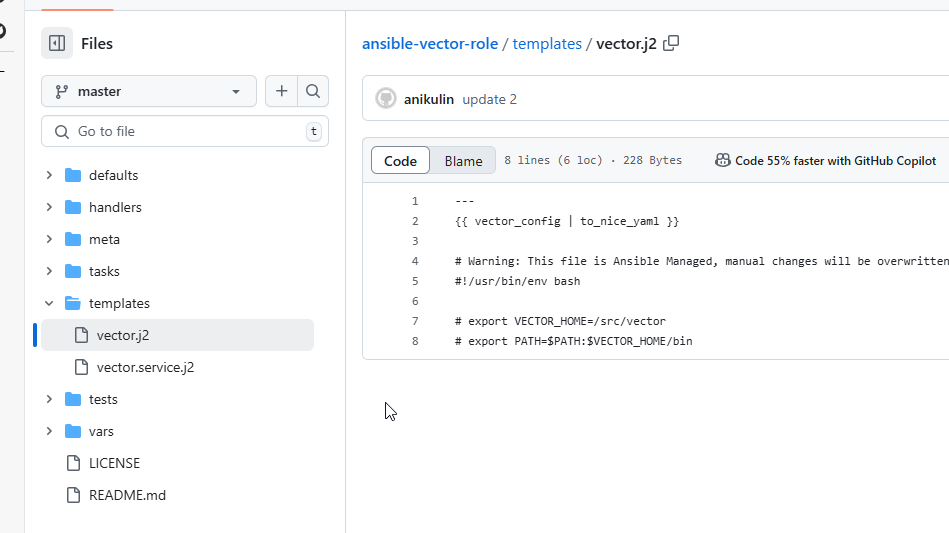 Files
master
Go to file
t
defaults
handlers
meta
tasks
templates
vector.j2
vector.service.j2
tests
vars
LICENSE
README.md
ansible-vector-role / templates / vector.j2
anikulin update 2
Code Blame 8 lines (6 loc) · 228 Bytes Code 55% faster with GitHub Copilot
1 ---
2 {{ vector_config | to_nice_yaml }}
3
4 # Warning: This file is Ansible Managed, manual changes will be overwritten
5 #!/usr/bin/env bash
6
7 # export VECTOR_HOME=/src/vector
8 # export PATH=$PATH:$VECTOR_HOME/bin